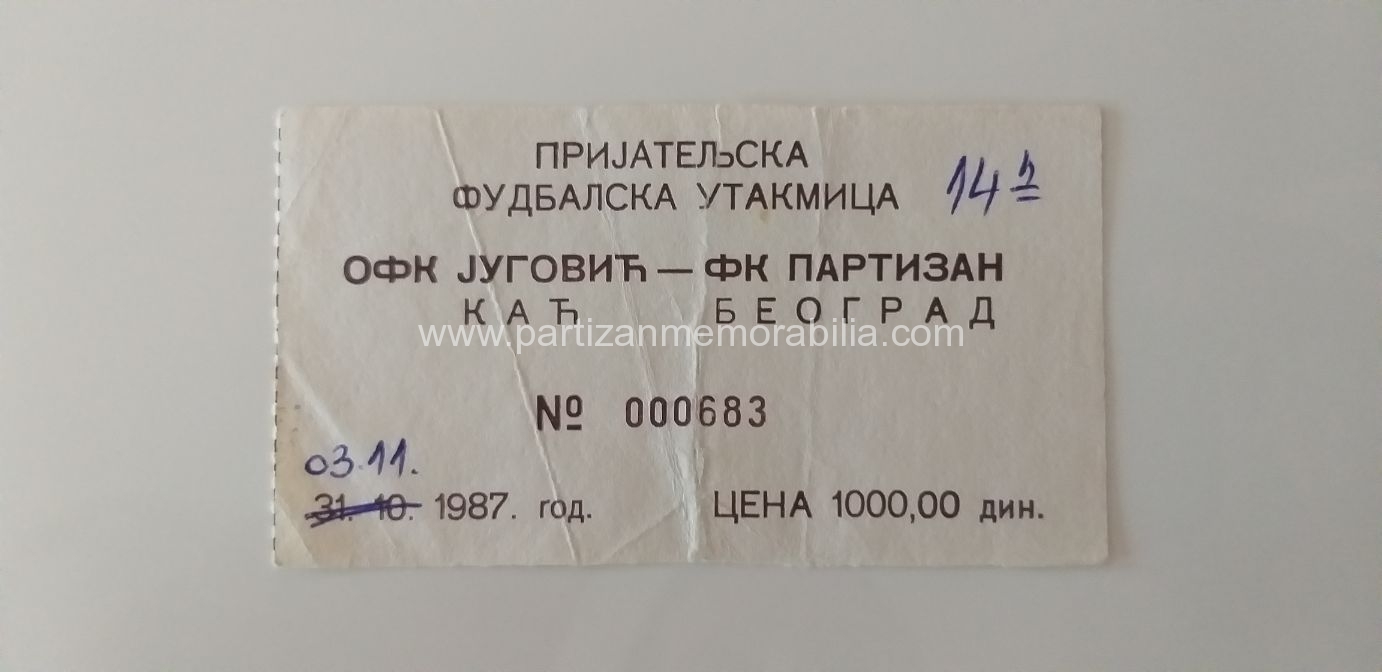 ПРИЈАТЕЉСКА
ФУДБАЛСКА УТАКМИЦА
14 h
ОФК ЈУГОВИЋ — ФК ПАРТИЗАН
КАЋ БЕОГРАД
www.partizanmemorabilia.com
№ 000683
03.11.
31. 10. 1987. год. ЦЕНА 1000,00 дин.